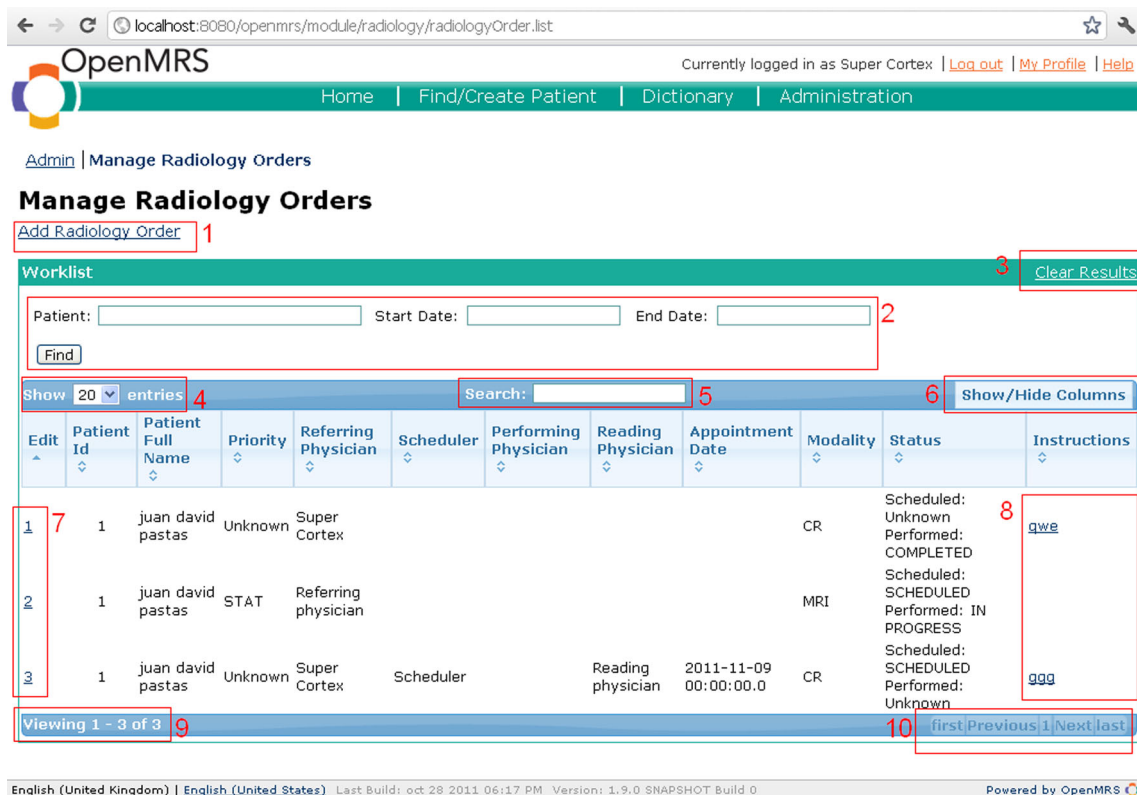 localhost:8080/openmrs/module/radiology/radiologyOrder.list
OpenMRS
Currently logged in as Super Cortex | Log out | My Profile | Help
Home | Find/Create Patient | Dictionary | Administration
Admin | Manage Radiology Orders
Manage Radiology Orders
Add Radiology Order 1
Worklist 3 Clear Results
Patient: Start Date: End Date: 2
Find
Show 20 entries 4 Search: 5 6 Show/Hide Columns
Edit Patient Id Patient Full Name Priority Referring Physician Scheduler Performing Physician Reading Physician Appointment Date Modality Status Instructions
7 8
1 1 juan david pastas Unknown Super Cortex CR Scheduled: Unknown Performed: COMPLETED qwe
2 1 juan david pastas STAT Referring physician MRI Scheduled: SCHEDULED Performed: IN PROGRESS
3 1 juan david pastas Unknown Super Cortex Scheduler Reading physician 2011-11-09 00:00:00.0 CR Scheduled: SCHEDULED Performed: Unknown ggg
Viewing 1 - 3 of 3 9 10 first Previous 1 Next last
English (United Kingdom) | English (United States) Last Build: oct 28 2011 06:17 PM Version: 1.9.0 SNAPSHOT Build 0 Powered by OpenMRS